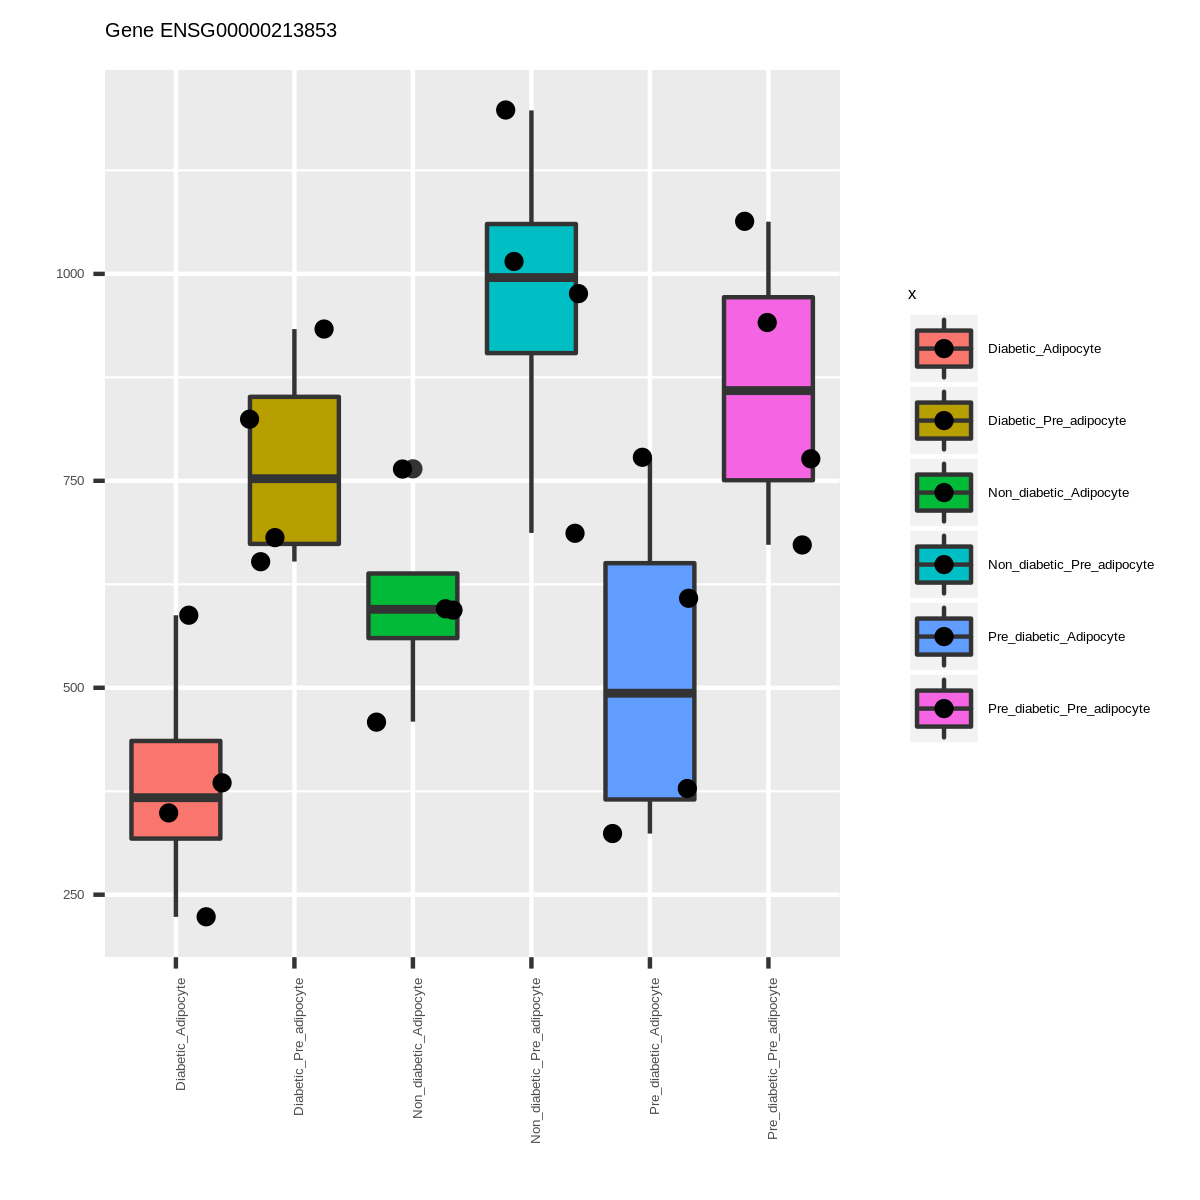 Gene ENSG00000213853
1000
750
500
250
Diabetic_Adipocyte
Diabetic_Pre_adipocyte
Non_diabetic_Adipocyte
Non_diabetic_Pre_adipocyte
Pre_diabetic_Adipocyte
Pre_diabetic_Pre_adipocyte
x
Diabetic_Adipocyte
Diabetic_Pre_adipocyte
Non_diabetic_Adipocyte
Non_diabetic_Pre_adipocyte
Pre_diabetic_Adipocyte
Pre_diabetic_Pre_adipocyte